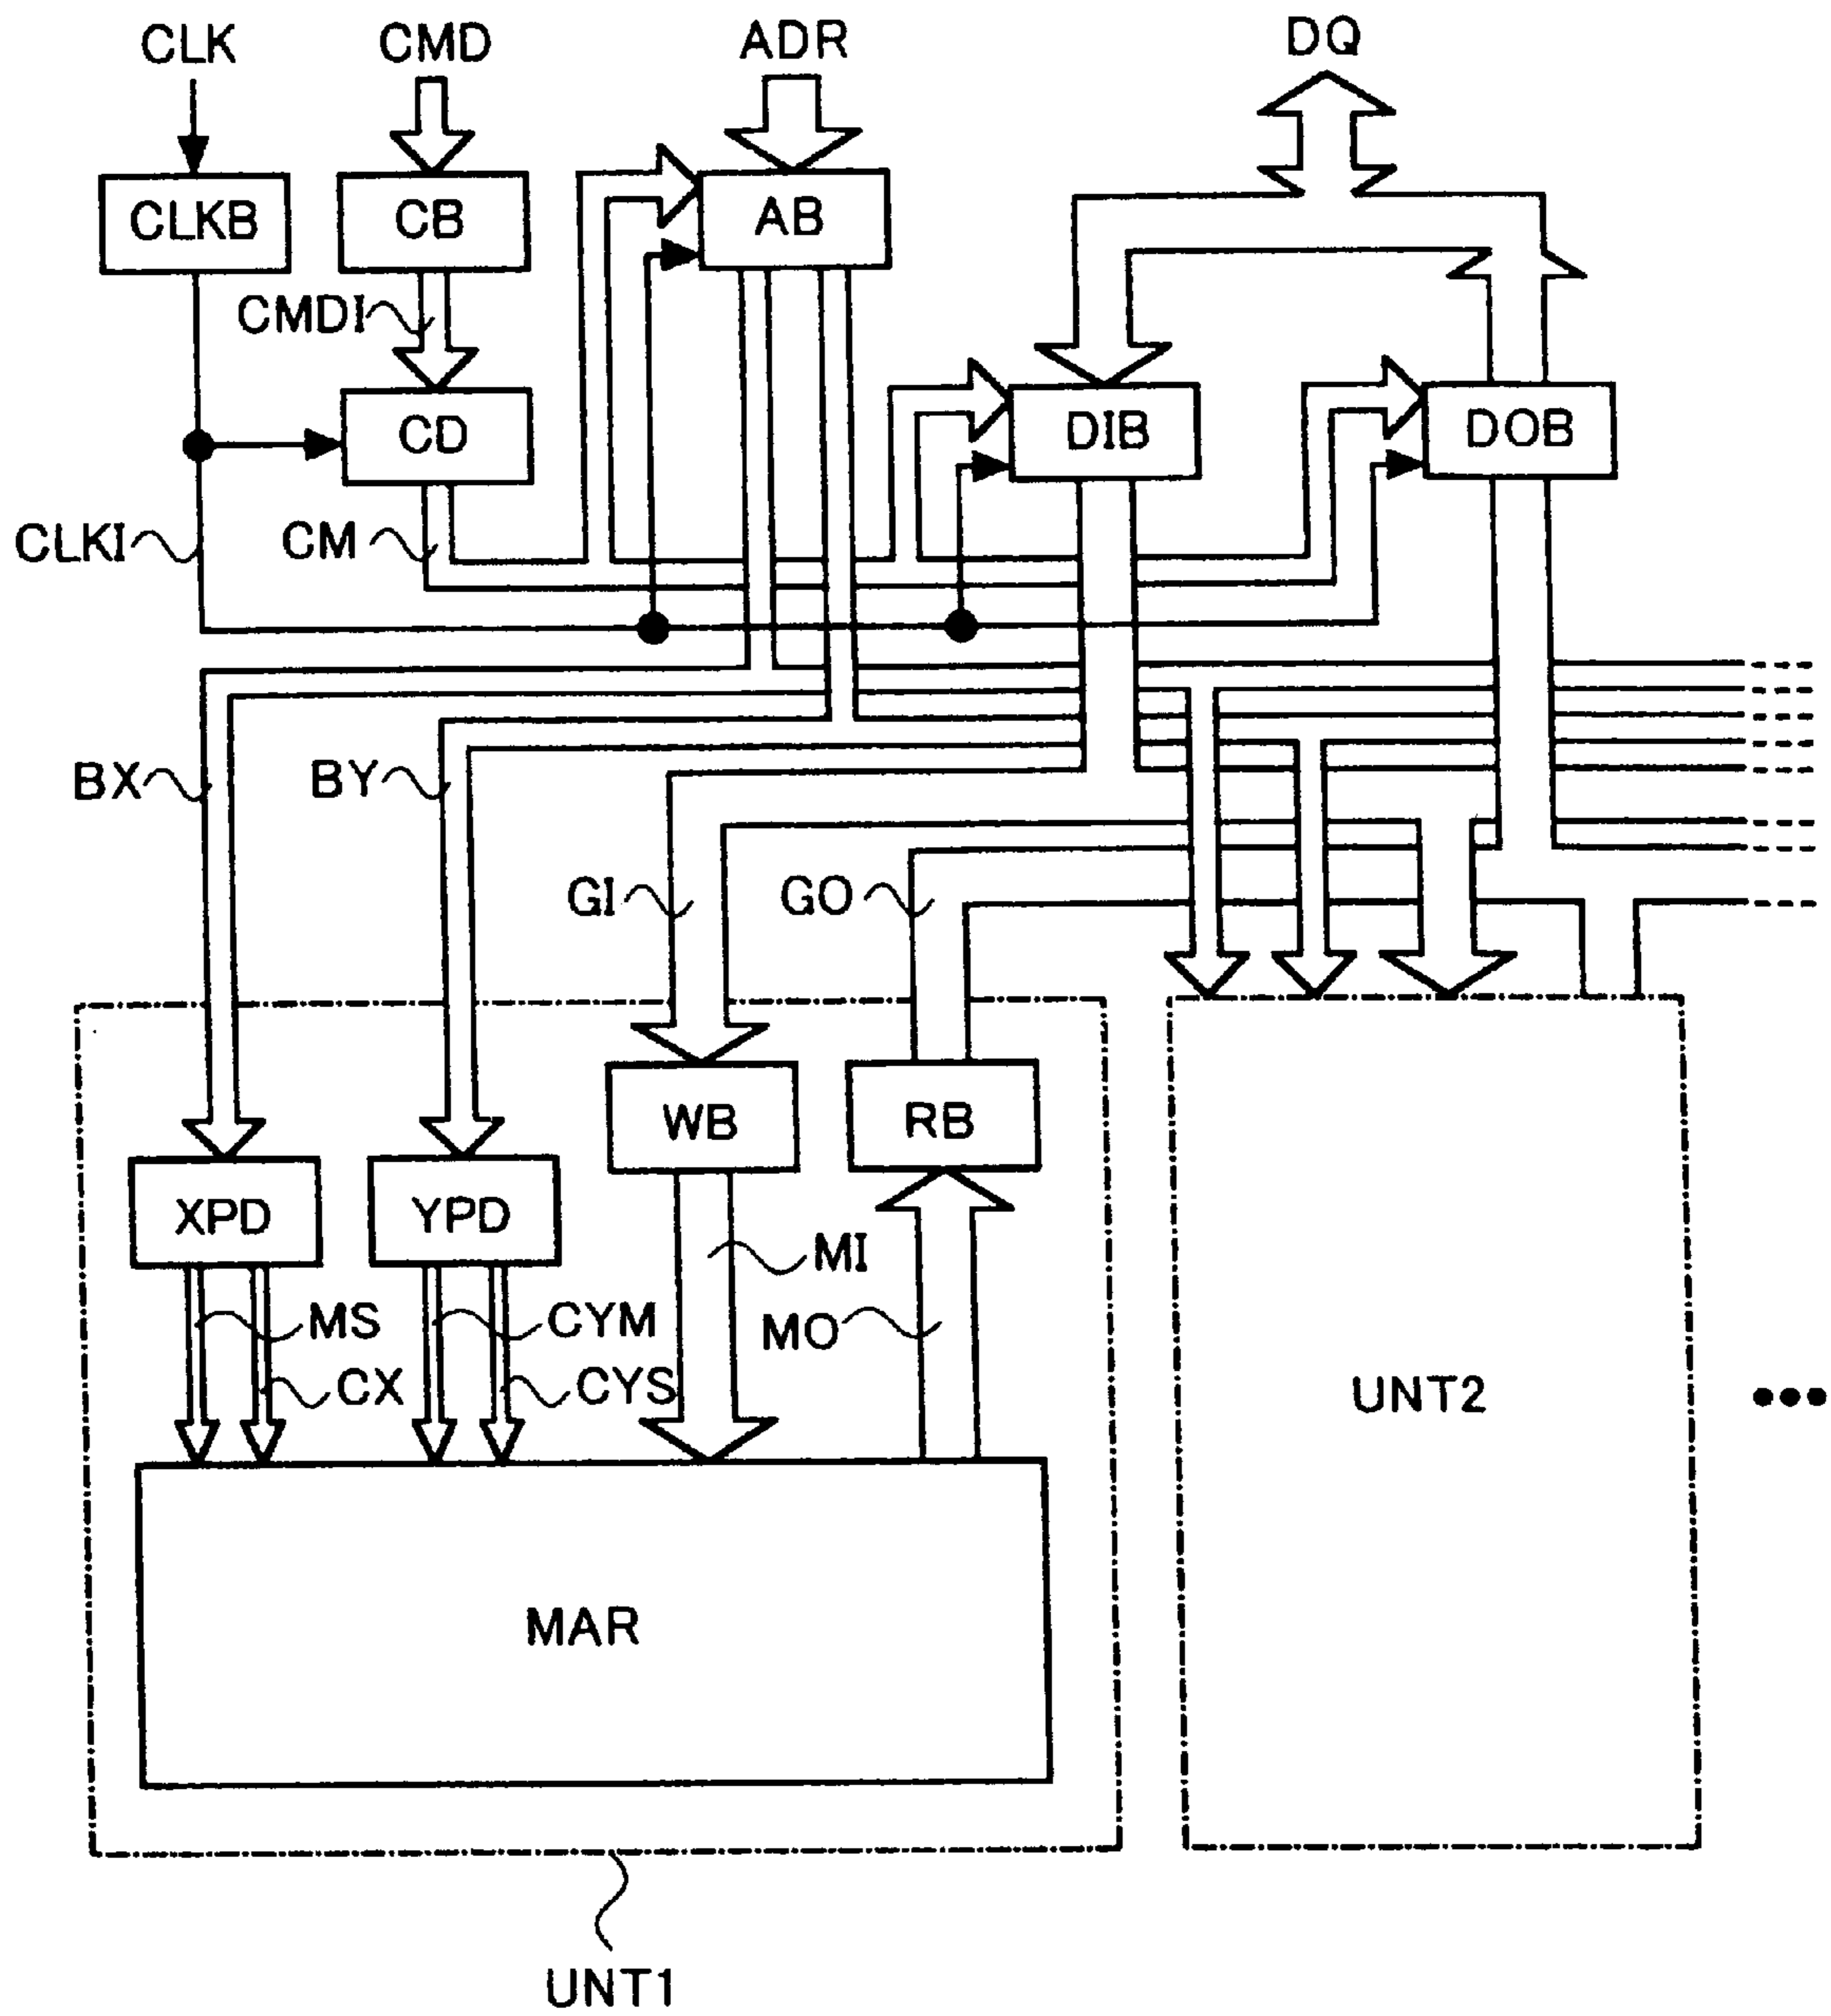 CLK CMD ADR DQ
CLKB CB AB
CMDI
CD DIB DOB
CLKI CM
BX BY
GI GO
WB RB
XPD YPD
MI
MS CYM MO
CX CYS UNT2
MAR
UNT1